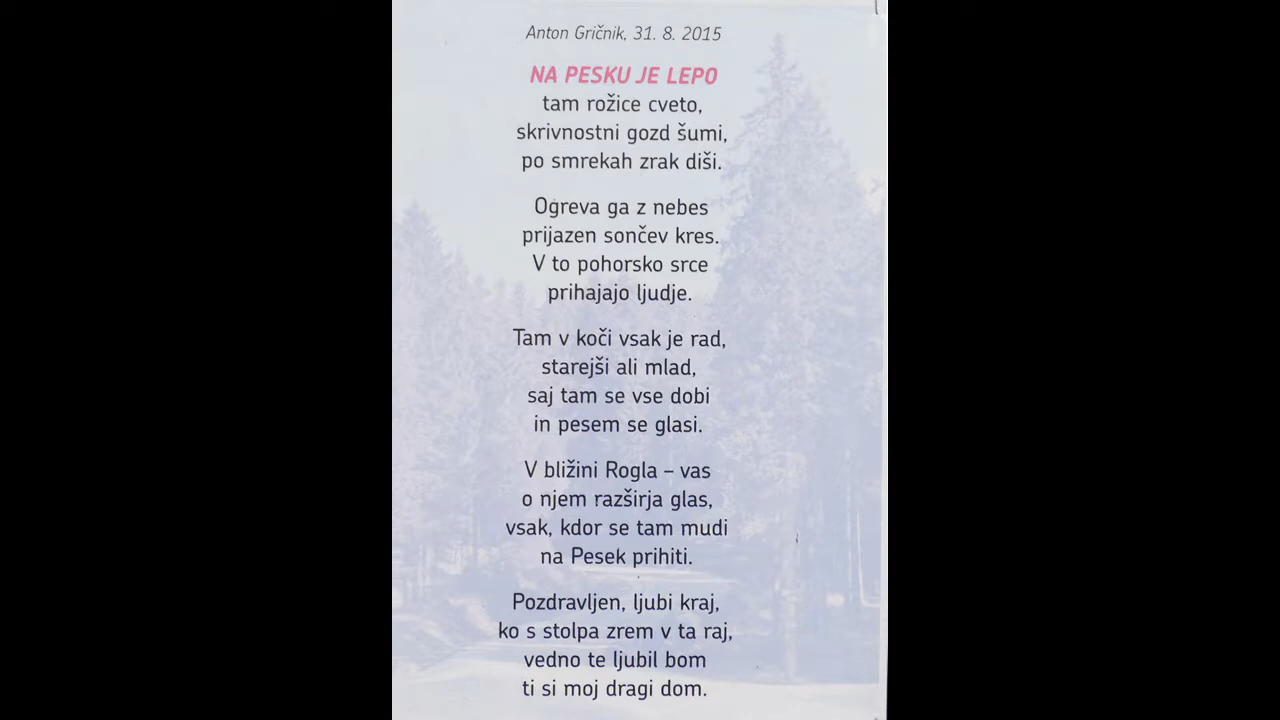 Anton Gričnik, 31. 8. 2015
NA PESKU JE LEPO
tam rožice cveto,
skrivnostni gozd šumi,
po smrekah zrak diši.
Ogreva ga z nebes
prijazen sončev kres.
V to pohorsko srce
prihajajo ljudje.
Tam v koči vsak je rad,
starejši ali mlad,
saj tam se vse dobi
in pesem se glasi.
V bližini Rogla – vas
o njem razširja glas,
vsak, kdor se tam mudi
na Pesek prihiti.
Pozdravljen, ljubi kraj,
ko s stolpa zrem v ta raj,
vedno te ljubil bom
ti si moj dragi dom.